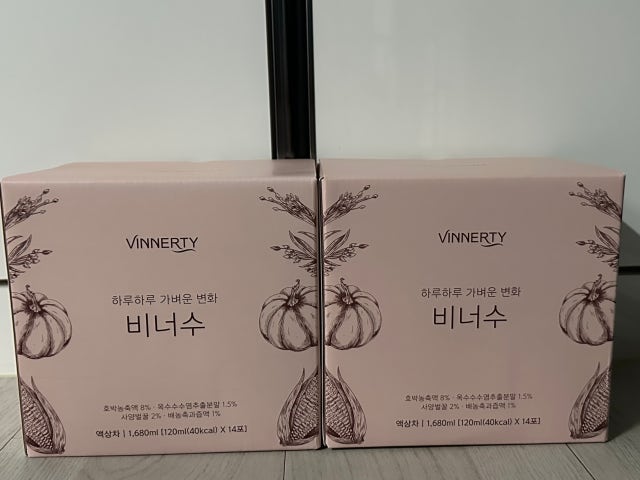 VINNERTY
하루하루 가벼운 변화
비너수
호박농축액 8% · 옥수수수염추출분말 1.5%
사양벌꿀 2% · 배농축과즙액 1%
액상차 | 1,680ml [120ml(40kcal) X 14포]
VINNERTY
하루하루 가벼운 변화
비너수
호박농축액 8% · 옥수수수염추출분말 1.5%
사양벌꿀 2% · 배농축과즙액 1%
액상차 | 1,680ml [120ml(40kcal) X 14포]